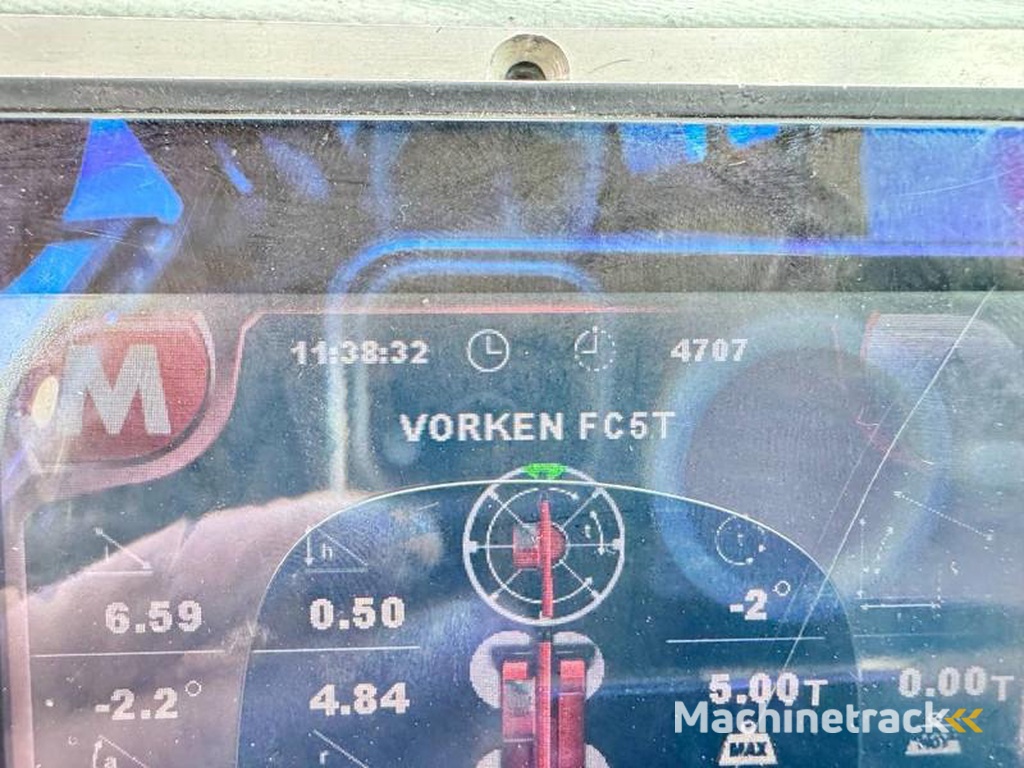 M
11:38:32 4707
VORKEN FC5T
h
t
6.59 0.50 -2°
-2.2° 4.84 5.00T 0.00T
Machinetrack
MAX
a r